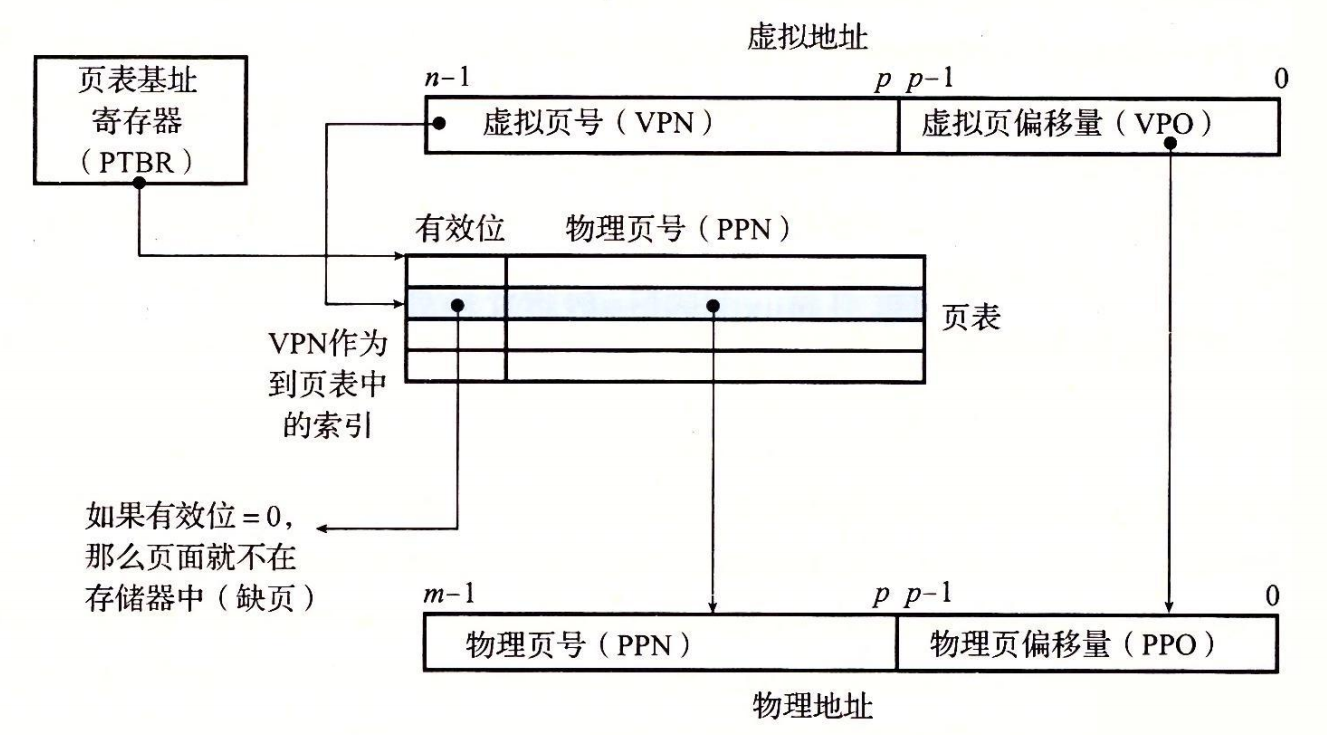 虚拟地址
页表基址
寄存器
（PTBR）
n−1
p p−1
0
虚拟页号（VPN）
虚拟页偏移量（VPO）
有效位
物理页号（PPN）
页表
VPN作为
到页表中
的索引
如果有效位=0，
那么页面就不在
存储器中（缺页）
m−1
p p−1
0
物理页号（PPN）
物理页偏移量（PPO）
物理地址